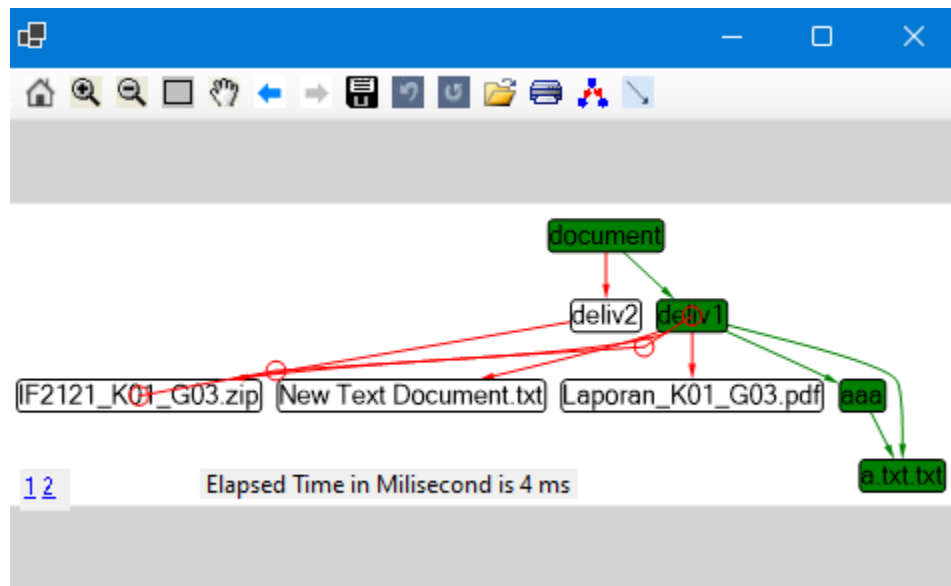 document
deliv2 deliv1
IF2121_K01_G03.zip New Text Document.txt Laporan_K01_G03.pdf aaa
a.txt.txt
1 2 Elapsed Time in Milisecond is 4 ms